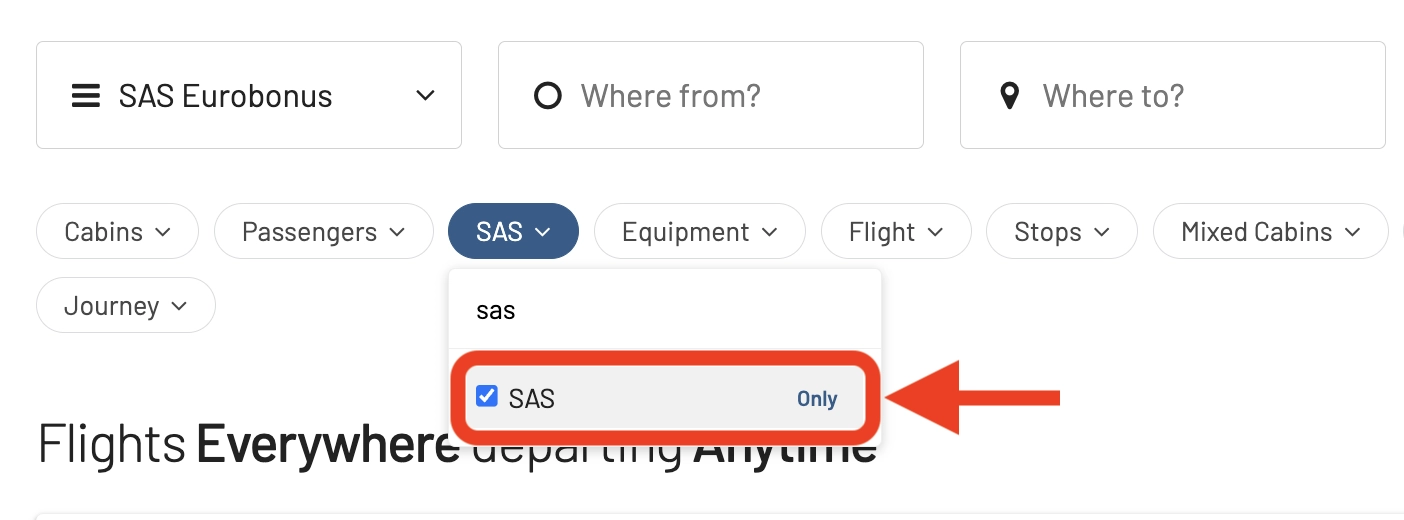 SAS Eurobonus Where from? Where to?
Cabins Passengers SAS Equipment Flight Stops Mixed Cabins
Journey
sas
SAS Only
Flights Everywhere departing Anytime